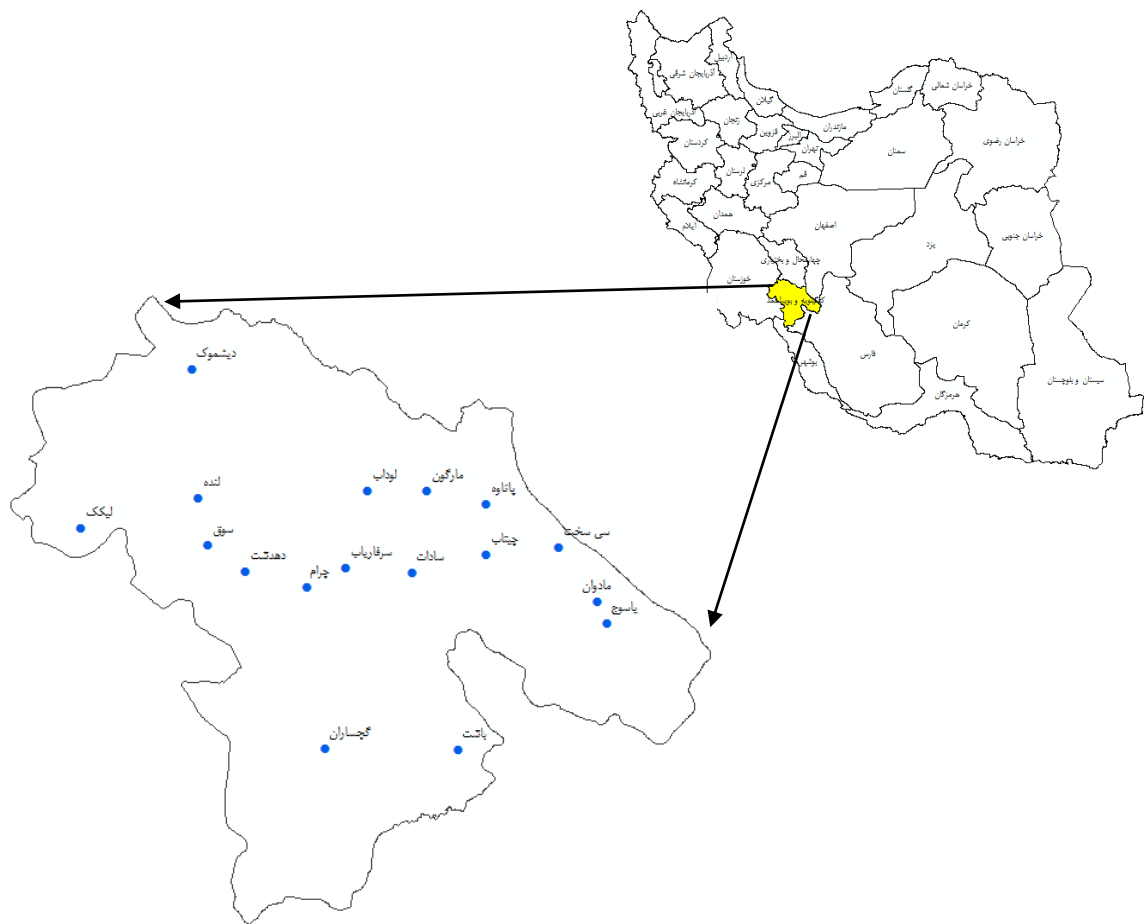 اردبیل
آذربایجان شرقی
خراسان شمالی
گلستان
گیلان
آذربایجان غربی
زنجان
قزوین
البرز
مازندران
خراسان رضوی
کردستان
تهران
سمنان
لرستان
مرکزی
قم
کرمانشاه
همدان
ایلام
اصفهان
یزد
خراسان جنوبی
چهارمحال و بختیاری
خوزستان
کهگیلویه و بویراحمد
کرمان
فارس
بوشهر
سیستان و بلوچستان
هرمزگان
دیشموک
لنده
لوداب
مارگون
پاتاوه
لیکک
سوق
سی سخت
چیتاب
دهدشت
سرفاریاب
سادات
چرام
مادوان
یاسوج
گچساران
باشت